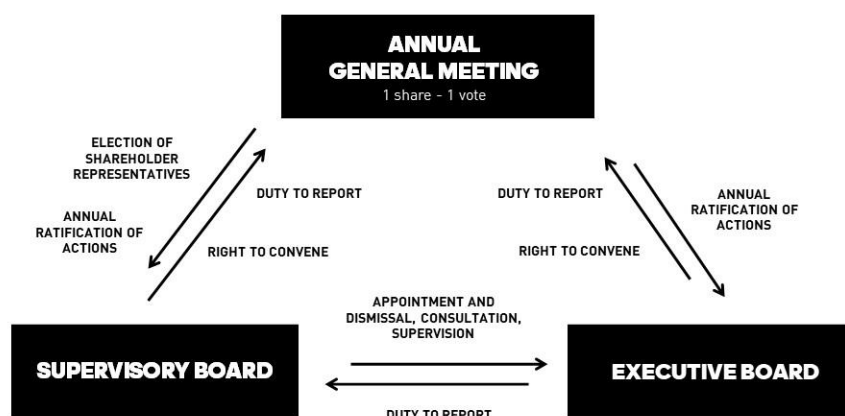 ANNUAL
GENERAL MEETING
1 share - 1 vote
ELECTION OF
SHAREHOLDER
REPRESENTATIVES
DUTY TO REPORT
DUTY TO REPORT
ANNUAL
RATIFICATION OF
ACTIONS
ANNUAL
RATIFICATION OF
ACTIONS
RIGHT TO CONVENE
RIGHT TO CONVENE
APPOINTMENT AND
DISMISSAL, CONSULTATION,
SUPERVISION
SUPERVISORY BOARD
EXECUTIVE BOARD
DUTY TO REPORT